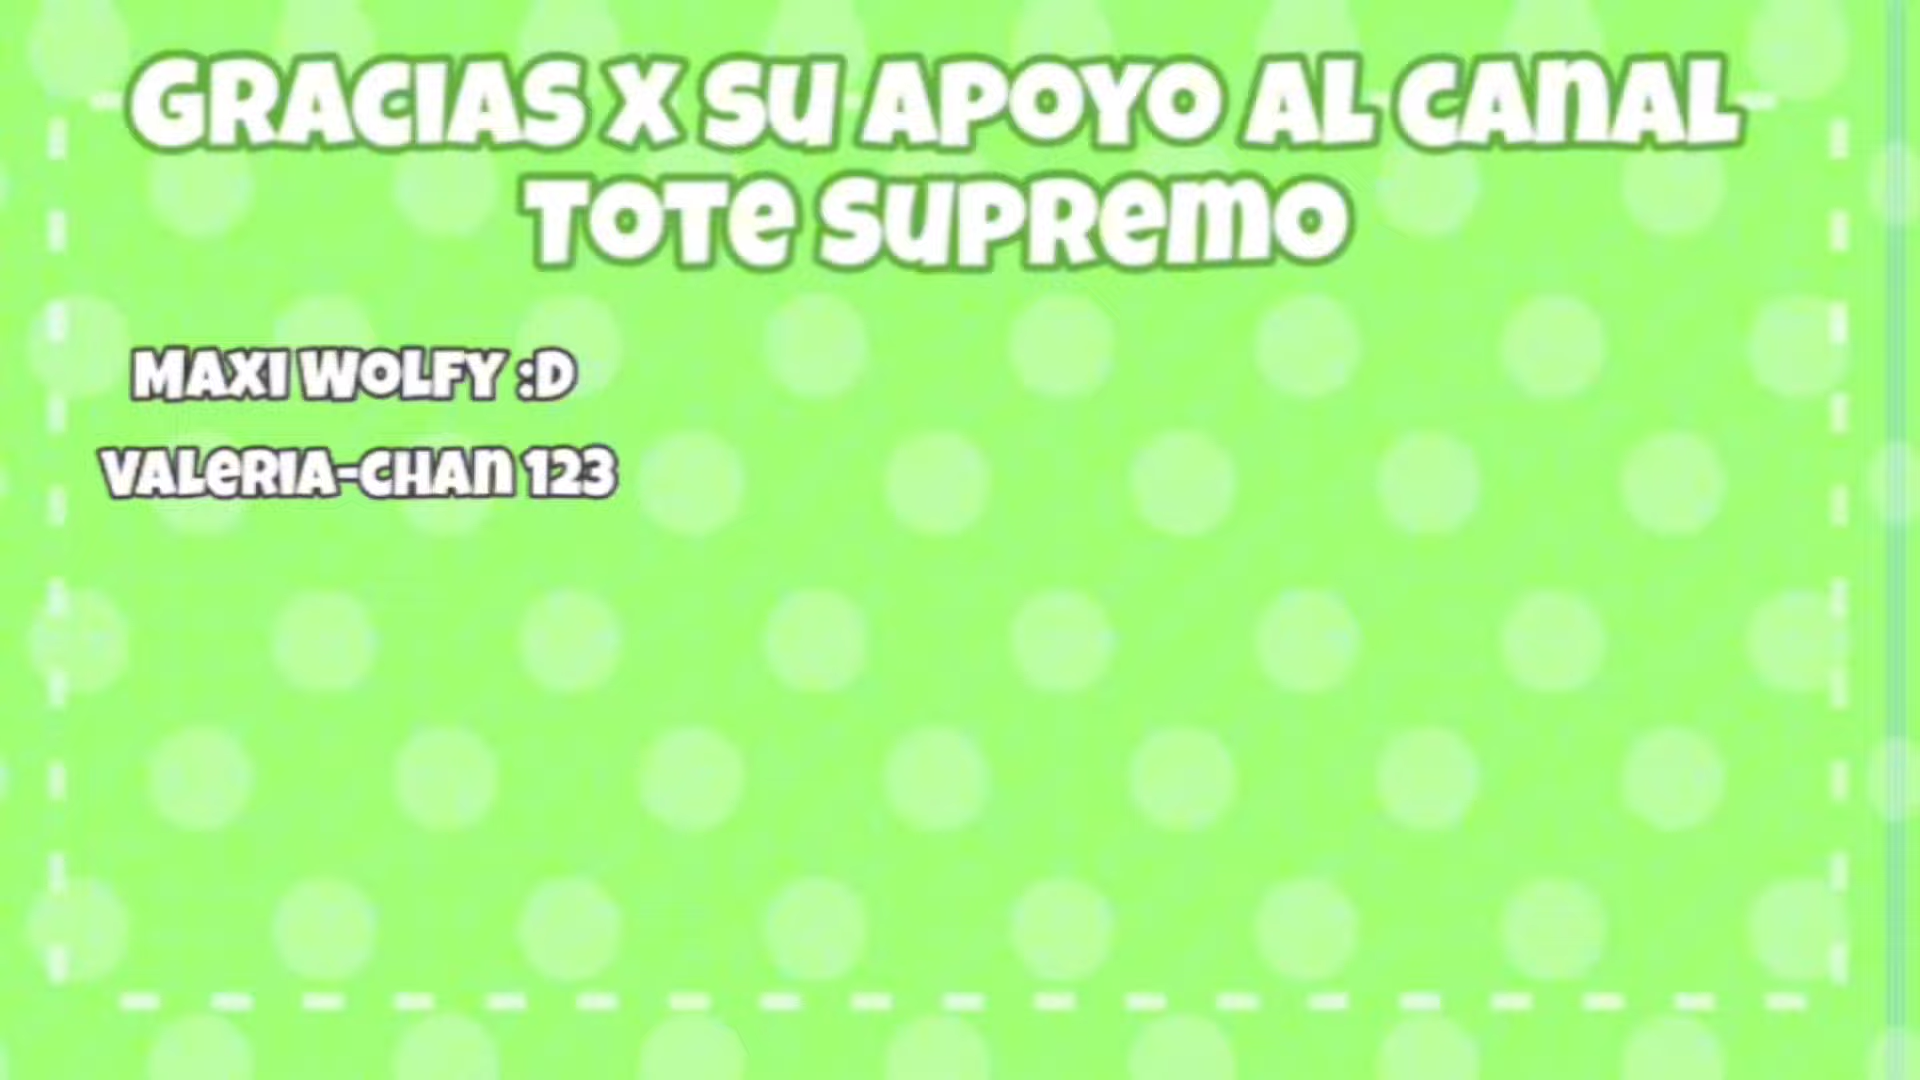 GRACIAS X SU APOYO AL CANAL
TOTE SUPREMO
MAXI WOLFY :D
VALERIA-CHAN 123